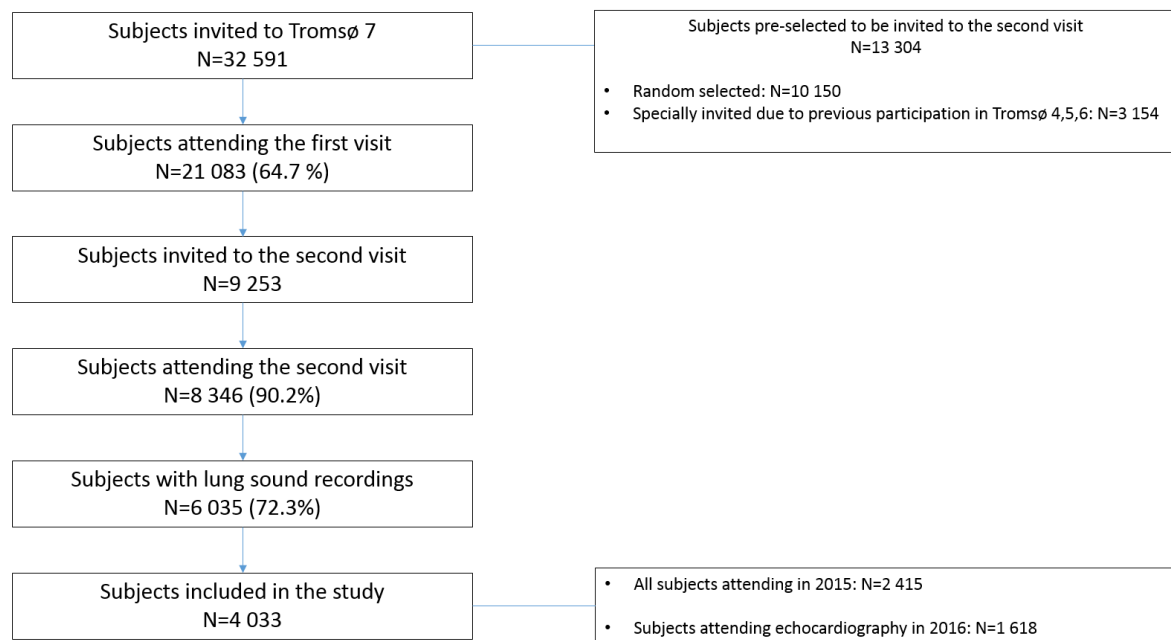 Subjects invited to Tromsø 7
N=32 591
Subjects pre-selected to be invited to the second visit
N=13 304
• Random selected: N=10 150
• Specially invited due to previous participation in Tromsø 4,5,6: N=3 154
Subjects attending the first visit
N=21 083 (64.7 %)
Subjects invited to the second visit
N=9 253
Subjects attending the second visit
N=8 346 (90.2%)
Subjects with lung sound recordings
N=6 035 (72.3%)
Subjects included in the study
N=4 033
• All subjects attending in 2015: N=2 415
• Subjects attending echocardiography in 2016: N=1 618